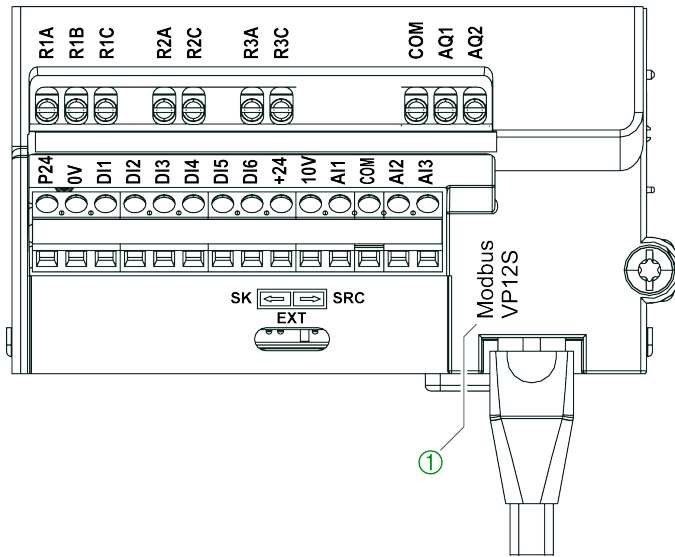 R1A R1B R1C R2A R2C R3A R3C COM AQ1 AQ2
P24 0V DI1 DI2 DI3 DI4 DI5 DI6 +24 10V AI1 COM AI2 AI3
SK SRC
EXT
Modbus
VP12S
1